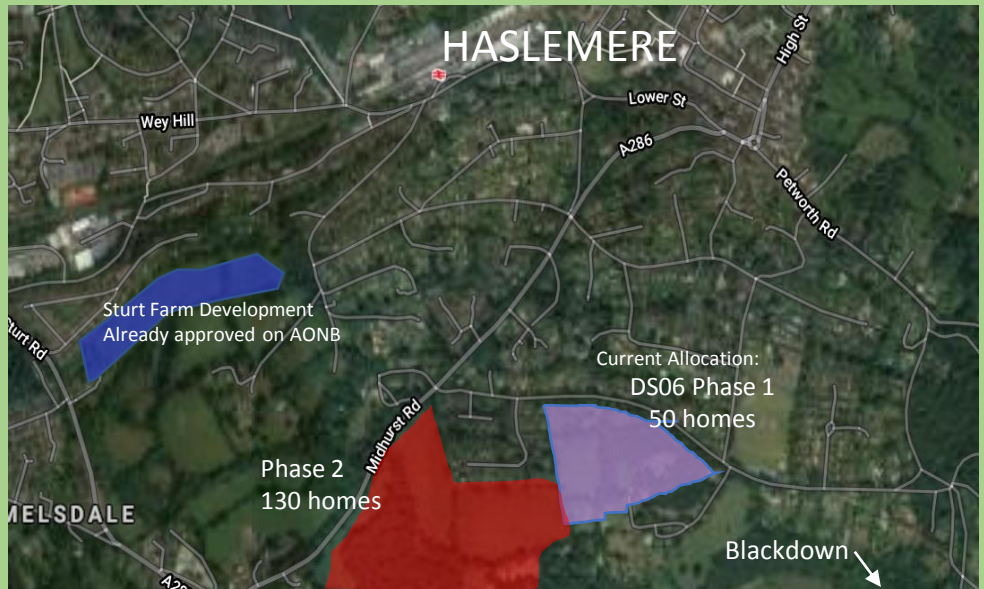 HASLEMERE
High St
Lower St
Wey Hill
A286
Petworth Rd
Sturt Farm Development
Already approved on AONB
Sturt Rd
Current Allocation:
DS06 Phase 1
50 homes
Midhurst Rd
Phase 2
130 homes
MELSDALE
Blackdown
A28